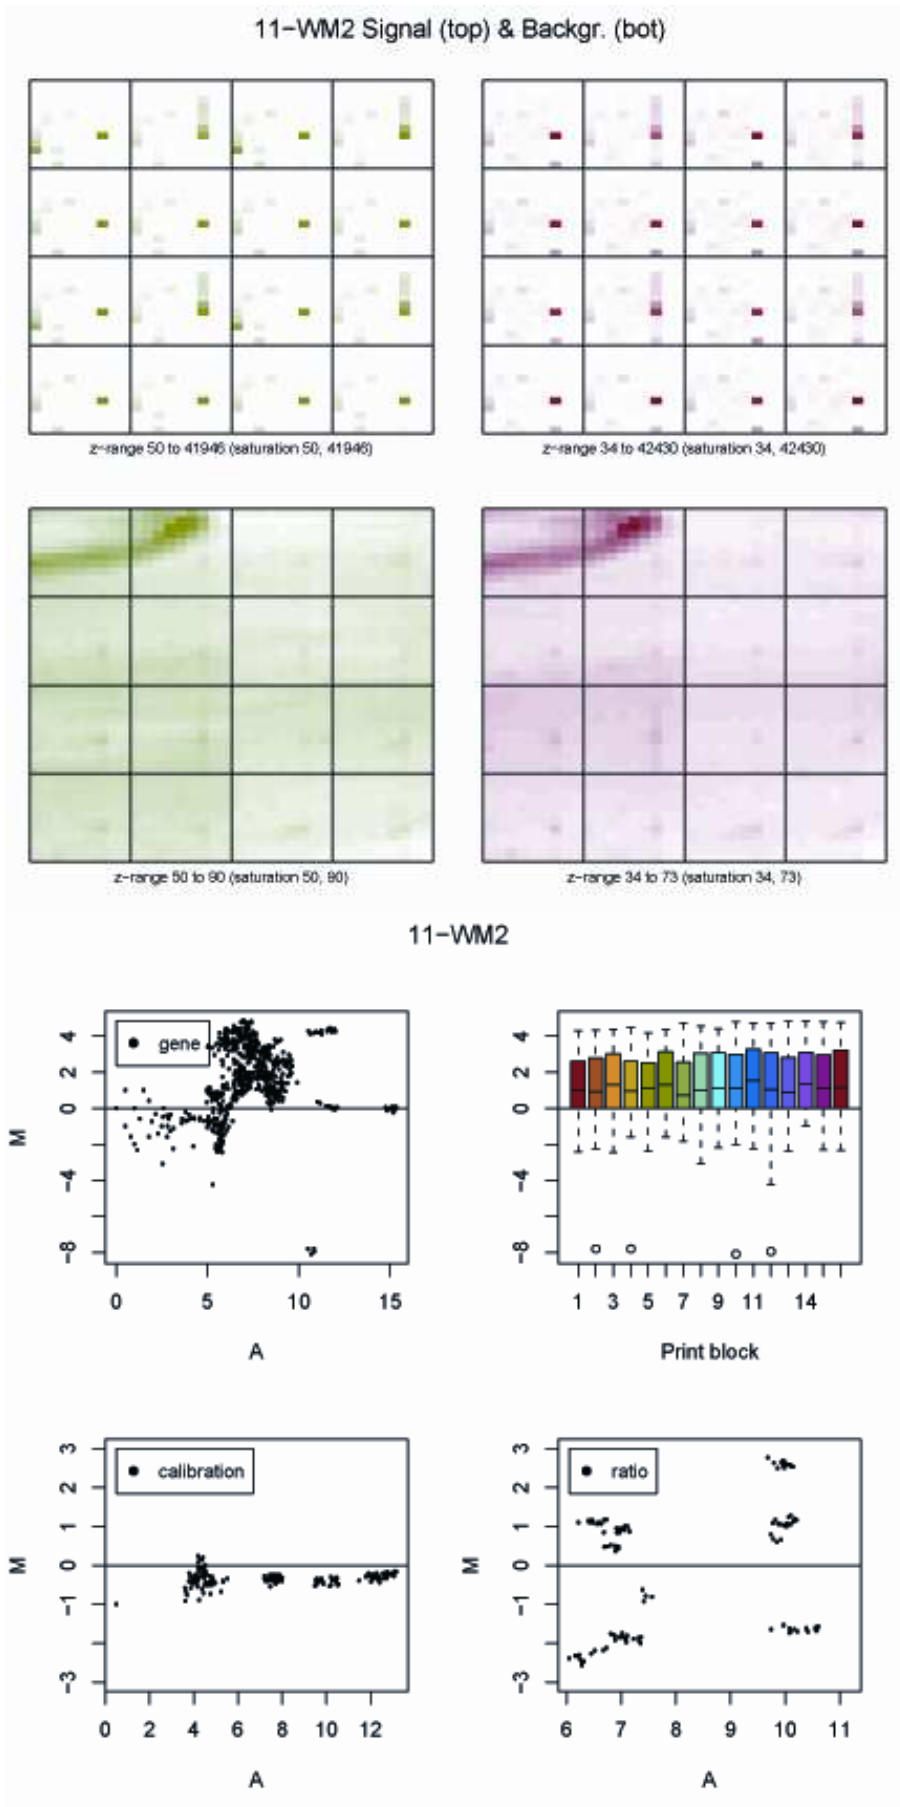 11−WM2 Signal (top) & Backgr. (bot)
z−range 50 to 41946 (saturation 50, 41946)
z−range 34 to 42430 (saturation 34, 42430)
z−range 50 to 90 (saturation 50, 90)
z−range 34 to 73 (saturation 34, 73)
11−WM2
gene
M
4
2
0
−4
−8
0 5 10 15
A
4
2
0
−4
−8
1 3 5 7 9 11 14
Print block
calibration
M
3
2
1
0
−1
−3
0 2 4 6 8 10 12
A
ratio
M
3
2
1
0
−1
−3
6 7 8 9 10 11
A